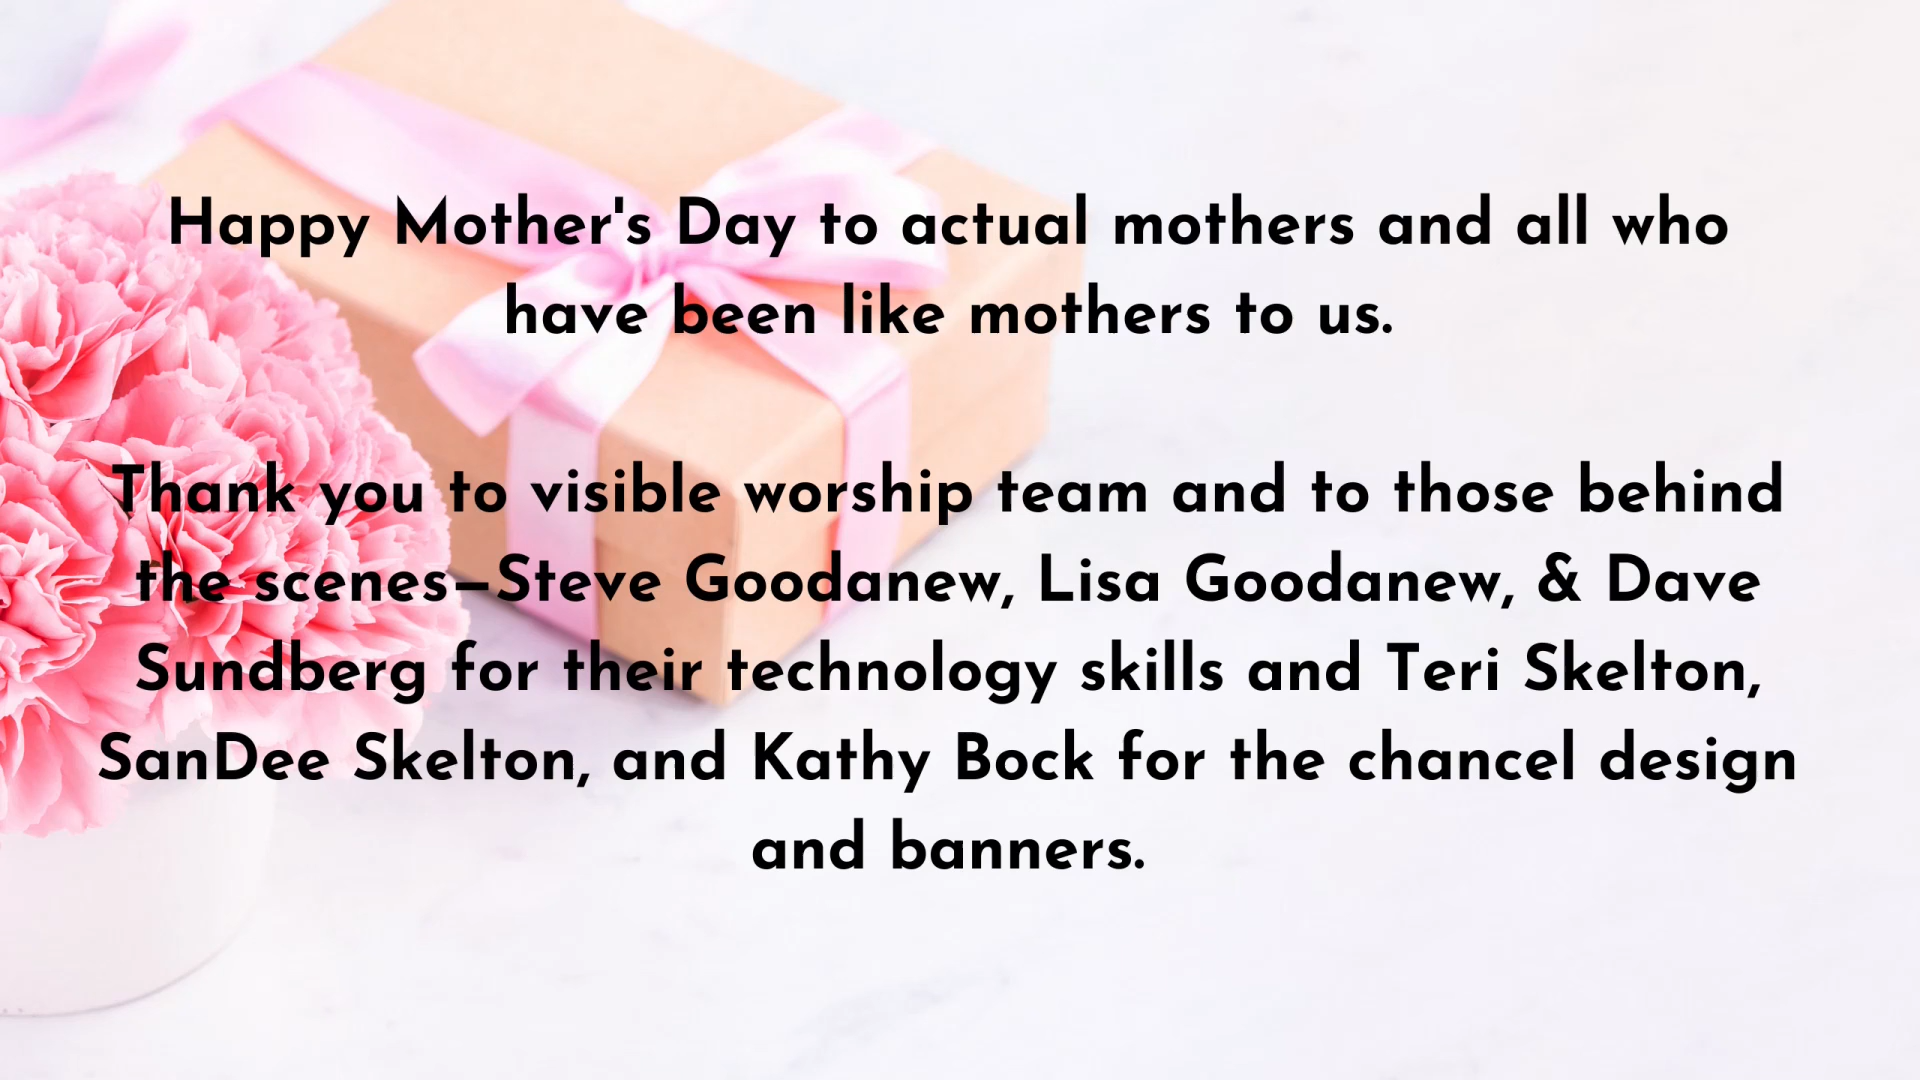 Happy Mother's Day to actual mothers and all who
have been like mothers to us.
Thank you to visible worship team and to those behind
the scenes—Steve Goodanew, Lisa Goodanew, & Dave
Sundberg for their technology skills and Teri Skelton,
SanDee Skelton, and Kathy Bock for the chancel design
and banners.